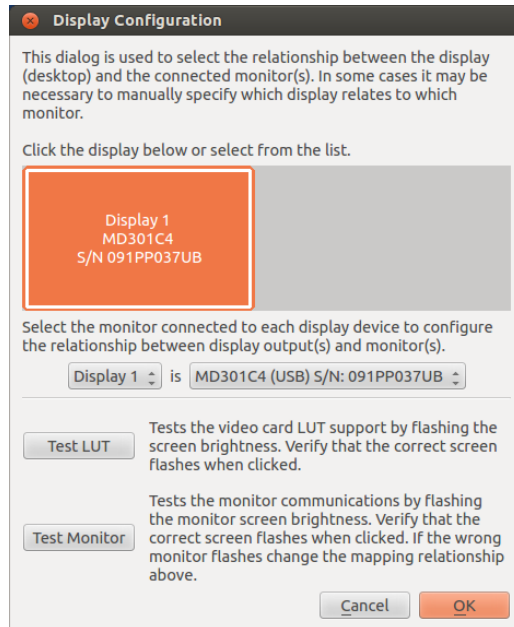 Display Configuration
This dialog is used to select the relationship between the display
(desktop) and the connected monitor(s). In some cases it may be
necessary to manually specify which display relates to which
monitor.
Click the display below or select from the list.
Display 1
MD301C4
S/N 091PP037UB
Select the monitor connected to each display device to configure
the relationship between display output(s) and monitor(s).
Display 1 is MD301C4 (USB) S/N: 091PP037UB
Test LUT
Tests the video card LUT support by flashing the
screen brightness. Verify that the correct screen
flashes when clicked.
Test Monitor
Tests the monitor communications by flashing
the monitor screen brightness. Verify that the
correct screen flashes when clicked. If the wrong
monitor flashes change the mapping relationship
above.
Cancel OK